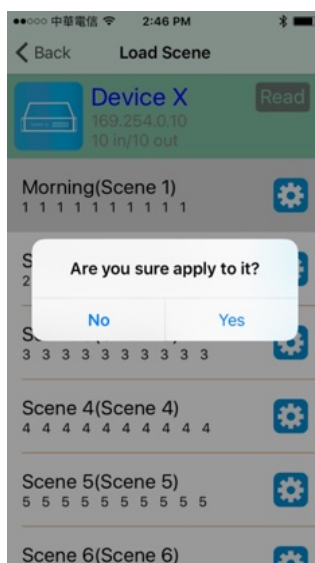 中華電信 2:46 PM
Back Load Scene
Device X Read
169.254.0.10
10 in/10 out
Morning(Scene 1)
1 1 1 1 1 1 1 1 1 1
S
2
Are you sure apply to it?
No Yes
S
3 3 3 3 3 3 3 3 3 3
Scene 4(Scene 4)
4 4 4 4 4 4 4 4 4 4
Scene 5(Scene 5)
5 5 5 5 5 5 5 5 5 5
Scene 6(Scene 6)